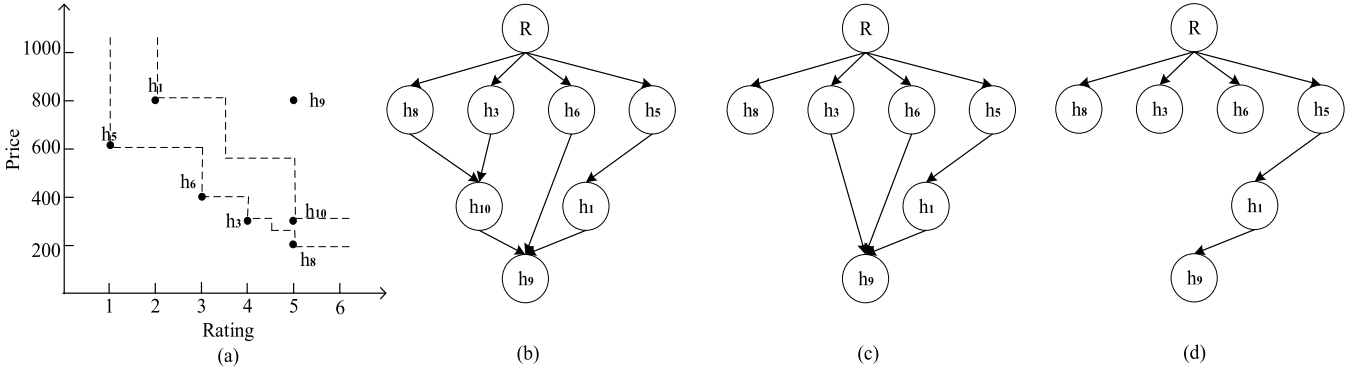 1000
800
600
400
200
Price
h1
h9
h5
h6
h3
h10
h8
1 2 3 4 5 6
Rating
(a)
R
h8 h3 h6 h5
h10 h1
h9
(b)
R
h8 h3 h6 h5
h1
h9
(c)
R
h8 h3 h6 h5
h1
h9
(d)